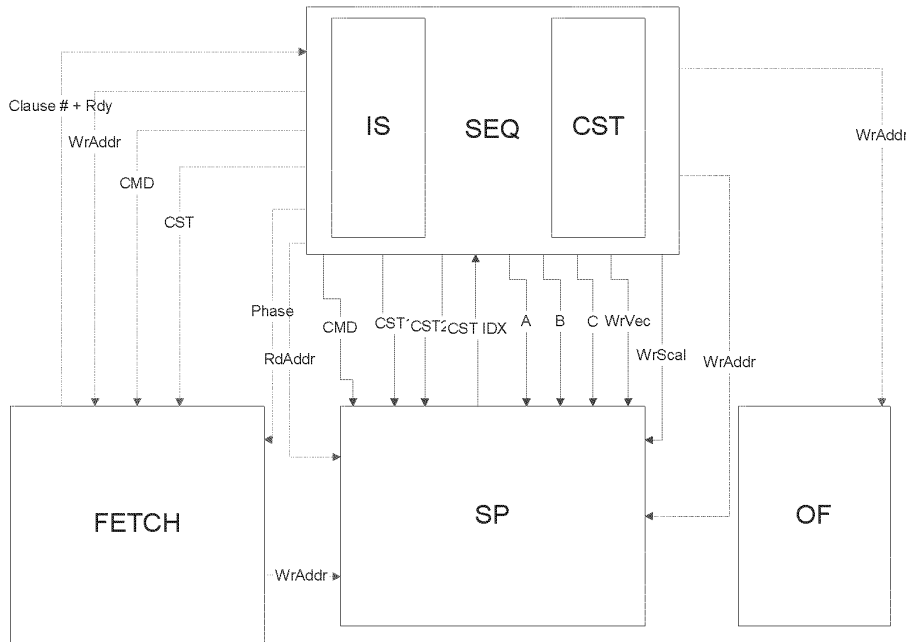 IS
SEQ
CST
Clause # + Rdy
WrAddr
CMD
CST
WrAddr
Phase
RdAddr
CMD
CST1
CST2
CST IDX
A
B
C
WrVec
WrScal
WrAddr
FETCH
SP
OF
WrAddr